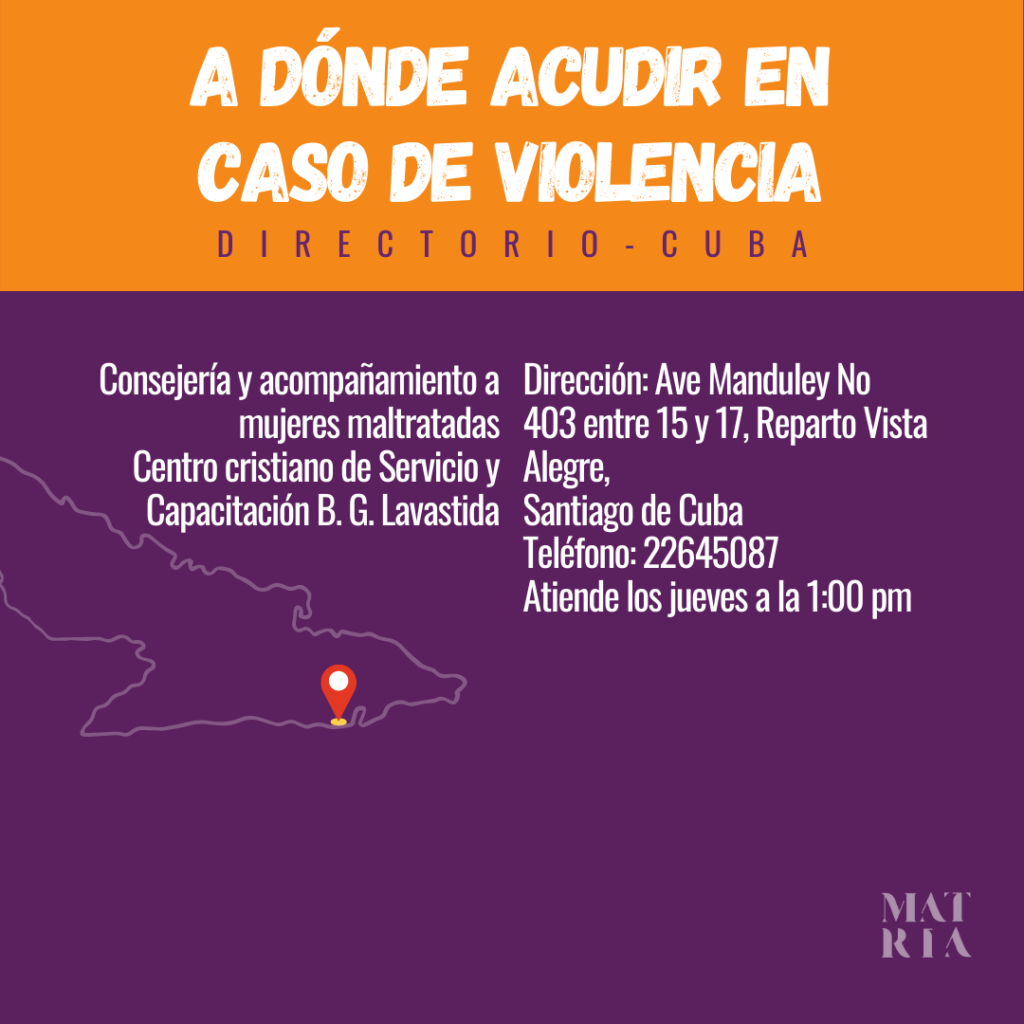 A DÓNDE ACUDIR EN
CASO DE VIOLENCIA
DIRECTORIO-CUBA
Consejería y acompañamiento a
mujeres maltratadas
Centro cristiano de Servicio y
Capacitación B. G. Lavastida
Dirección: Ave Manduley No
403 entre 15 y 17, Reparto Vista
Alegre,
Santiago de Cuba
Teléfono: 22645087
Atiende los jueves a la 1:00 pm
MAT
RIA